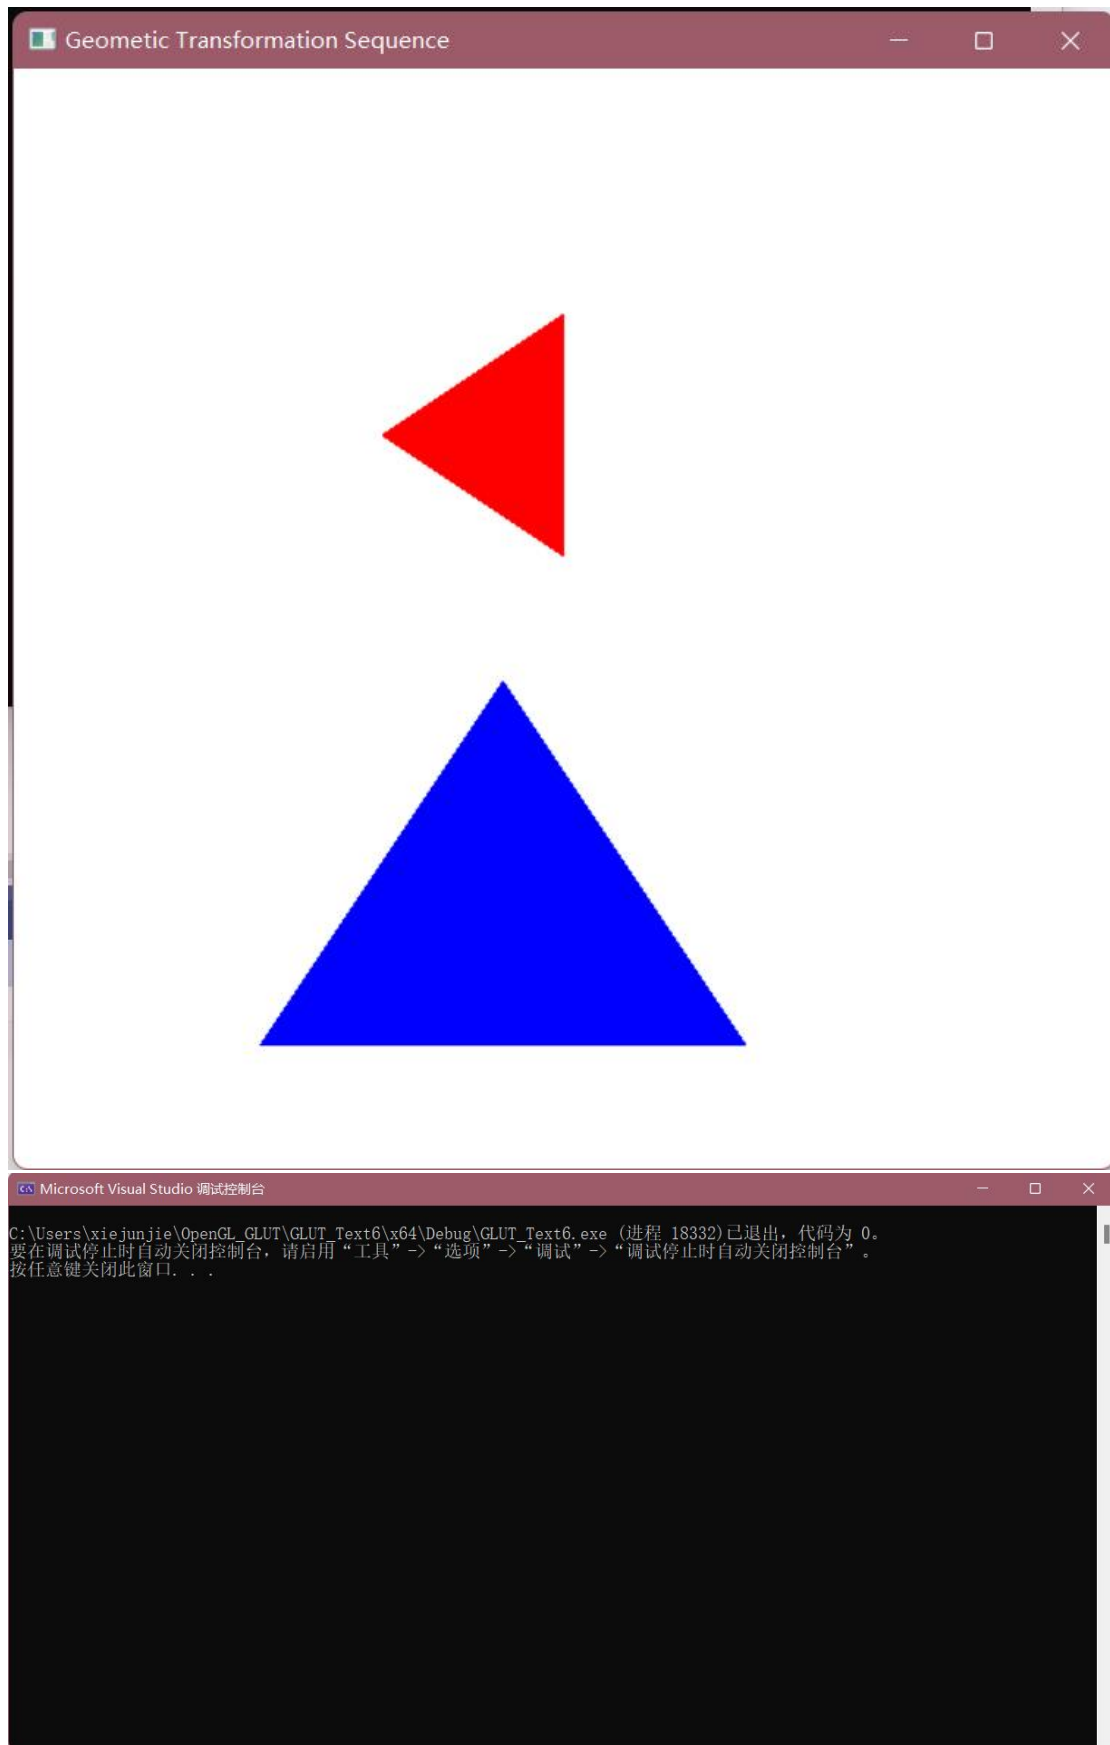 Geometic Transformation Sequence
Microsoft Visual Studio 调试控制台
C:\Users\xiejunjie\OpenGL_GLUT\GLUT_Text6\x64\Debug\GLUT_Text6.exe (进程 18332)已退出，代码为 0。
要在调试停止时自动关闭控制台，请启用“工具”->“选项”->“调试”->“调试停止时自动关闭控制台”。
按任意键关闭此窗口. . .